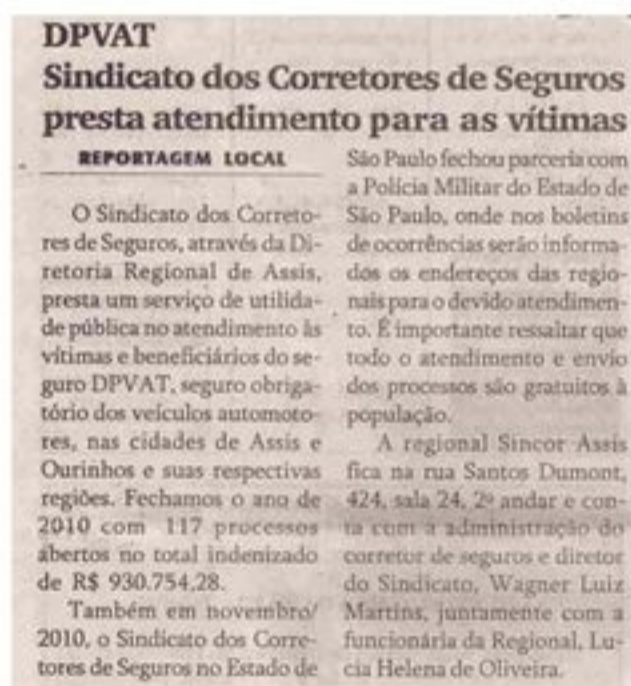 DPVAT
Sindicato dos Corretores de Seguros
presta atendimento para as vítimas
REPORTAGEM LOCAL
O Sindicato dos Correto-
res de Seguros, através da Di-
retoria Regional de Assis,
presta um serviço de utilida-
de pública no atendimento às
vítimas e beneficiários do se-
guro DPVAT, seguro obriga-
tório dos veículos automoto-
res, nas cidades de Assis e
Ourinhos e suas respectivas
regiões. Fechamos o ano de
2010 com 117 processos
abertos no total indenizado
de R$ 930.754,28.
Também em novembro/
2010, o Sindicato dos Corre-
tores de Seguros no Estado de
São Paulo fechou parceria com
a Polícia Militar do Estado de
São Paulo, onde nos boletins
de ocorrências serão informa-
dos os endereços das regio-
nais para o devido atendimen-
to. É importante ressaltar que
todo o atendimento e envio
dos processos são gratuitos à
população.
A regional Sincor Assis
fica na rua Santos Dumont,
424, sala 24, 2º andar e con-
ta com a administração do
corretor de seguros e diretor
do Sindicato, Wagner Luiz
Martins, juntamente com a
funcionária da Regional, Lu-
cia Helena de Oliveira.